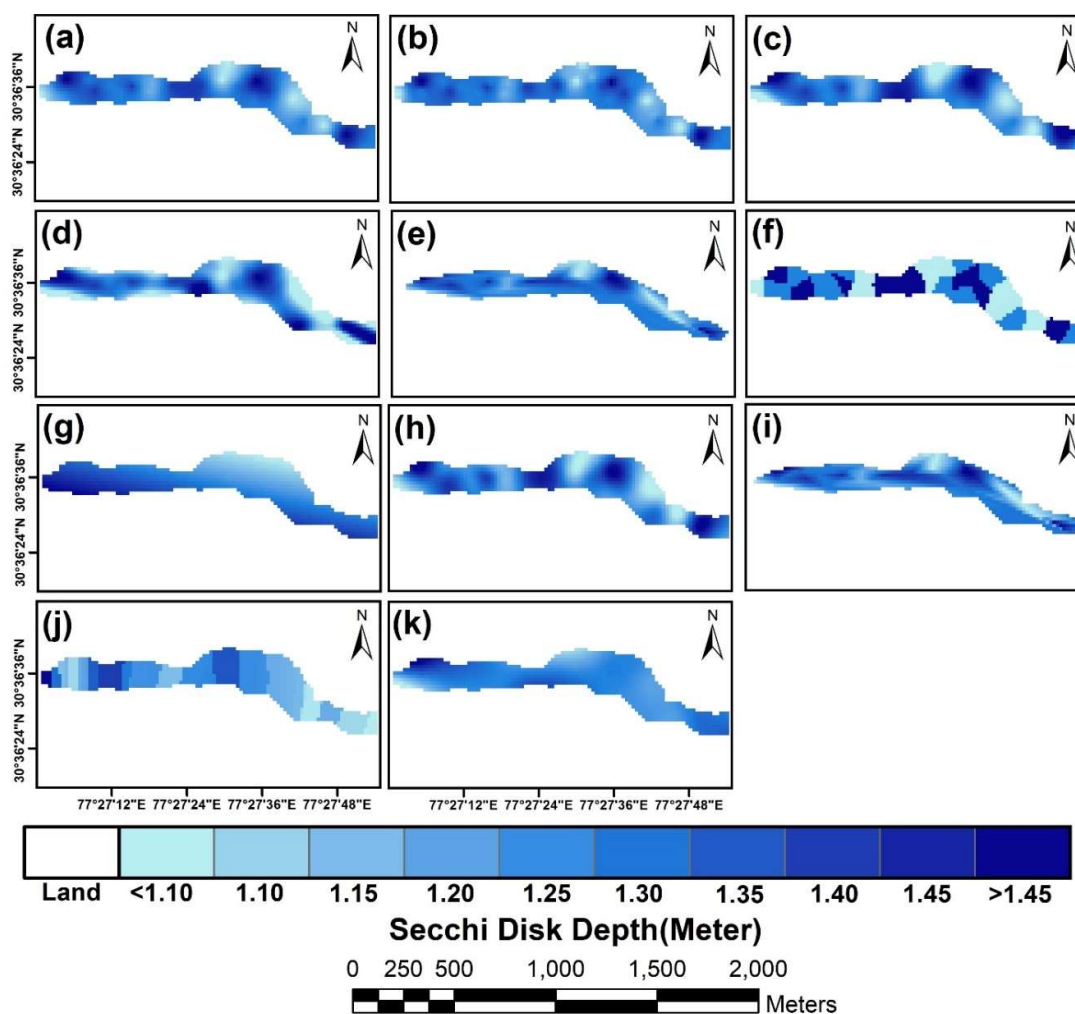 (a) N (b) N (c) N
30°36'36"N
30°36'24"N
(d) N (e) N (f) N
30°36'36"N
30°36'24"N
(g) N (h) N (i) N
30°36'36"N
30°36'24"N
(j) N (k) N
30°36'36"N
30°36'24"N
77°27'12"E 77°27'24"E 77°27'36"E 77°27'48"E 77°27'12"E 77°27'24"E 77°27'36"E 77°27'48"E
Land <1.10 1.10 1.15 1.20 1.25 1.30 1.35 1.40 1.45 >1.45
Secchi Disk Depth(Meter)
0 250 500 1,000 1,500 2,000
Meters